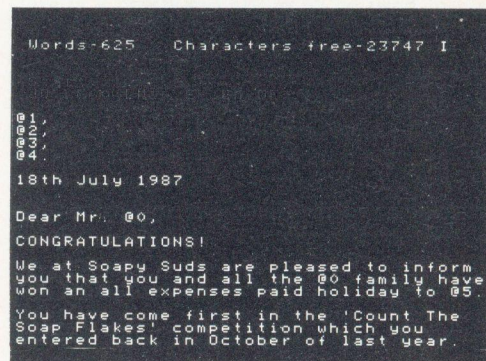 Words-625 Characters free-23747 I
@1,
@2,
@3,
@4.
18th July 1987
Dear Mr. @0,
CONGRATULATIONS!
We at Soapy Suds are pleased to inform
you that you and all the @0 family have
won an all expenses paid holiday to @5.
You have come first in the 'Count The
Soap Flakes' competition which you
entered back in October of last year.